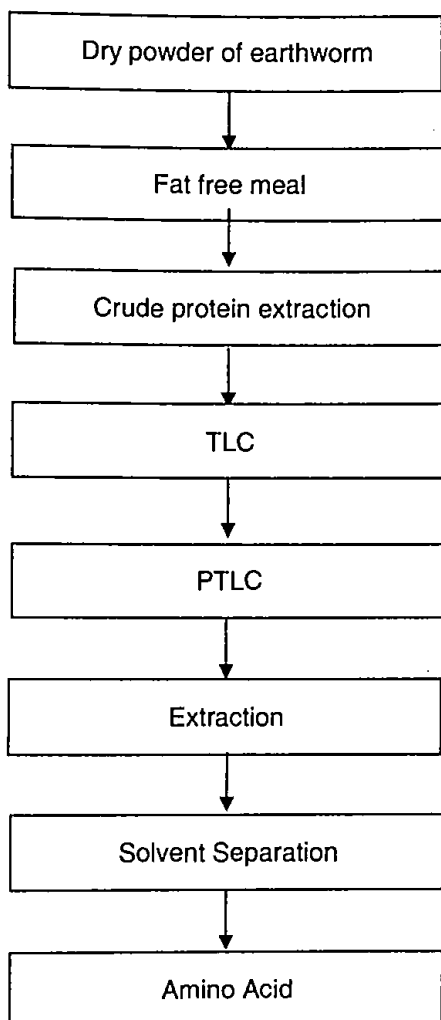 Dry powder of earthworm
Fat free meal
Crude protein extraction
TLC
PTLC
Extraction
Solvent Separation
Amino Acid